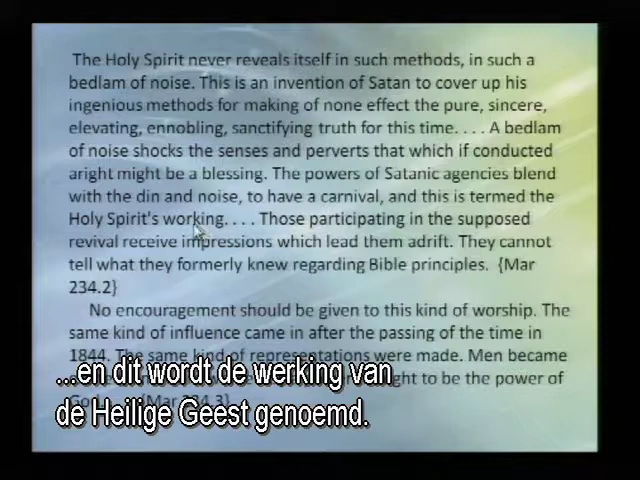 The Holy Spirit never reveals itself in such methods, in such a
bedlam of noise. This is an invention of Satan to cover up his
ingenious methods for making of none effect the pure, sincere,
elevating, ennobling, sanctifying truth for this time. . . . A bedlam
of noise shocks the senses and perverts that which if conducted
aright might be a blessing. The powers of Satanic agencies blend
with the din and noise, to have a carnival, and this is termed the
Holy Spirit's working. . . . Those participating in the supposed
revival receive impressions which lead them adrift. They cannot
tell what they formerly knew regarding Bible principles. {Mar
234.2}
No encouragement should be given to this kind of worship. The
same kind of influence came in after the passing of the time in
1844. The same kind of representations were made. Men became
to be the power of
{Mar 234.3}
...en dit wordt de werking van
de Heilige Geest genoemd.